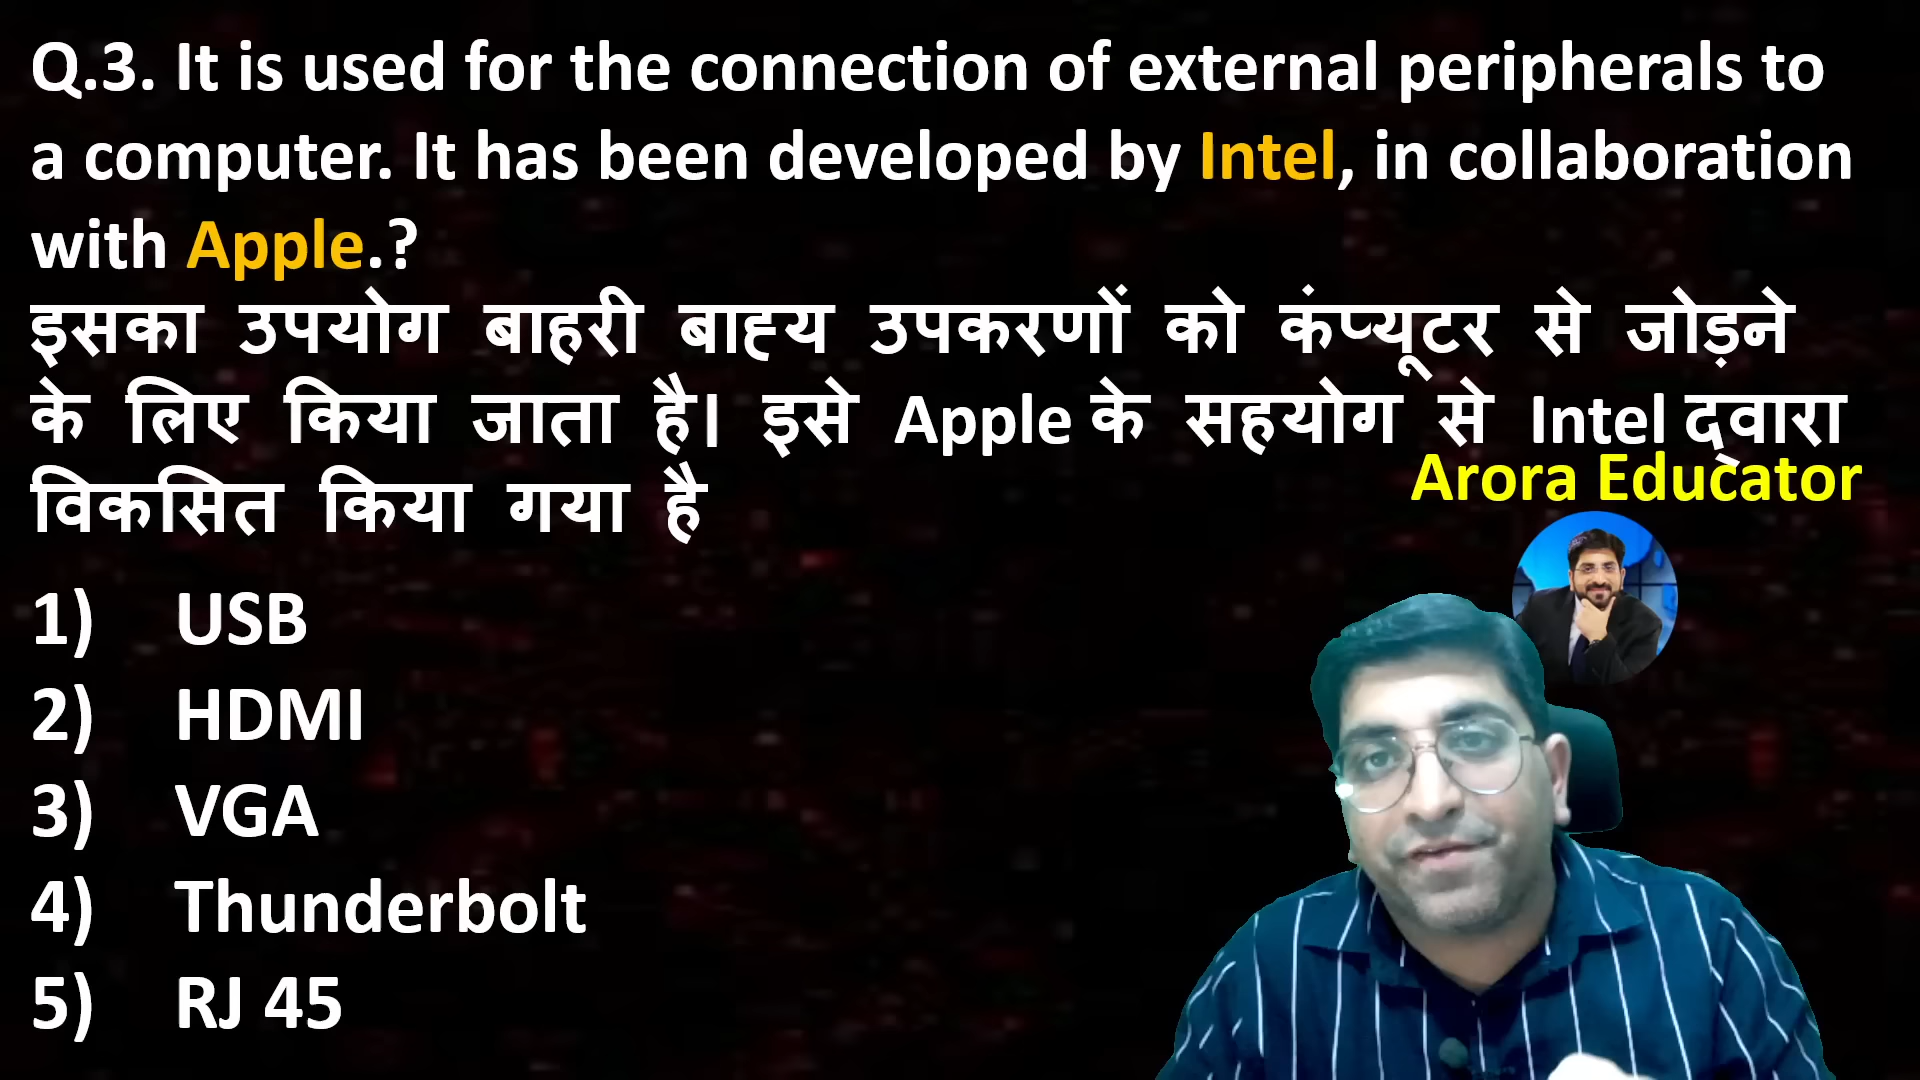 Q.3. It is used for the connection of external peripherals to
a computer. It has been developed by Intel, in collaboration
with Apple.?
इसका उपयोग बाहरी बाह्य उपकरणों को कंप्यूटर से जोड़ने
के लिए किया जाता है। इसे Apple के सहयोग से Intel द्वारा
विकसित किया गया है
Arora Educator
1) USB
2) HDMI
3) VGA
4) Thunderbolt
5) RJ 45